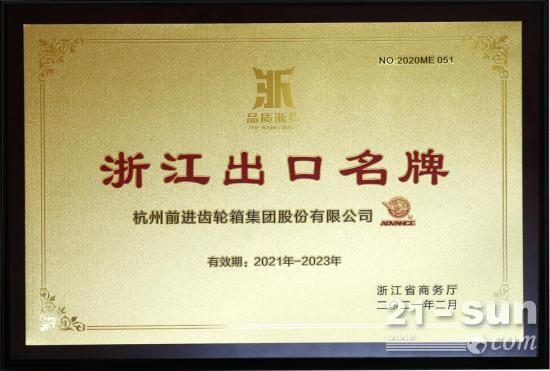 NO:2020ME 051
浙
品质浙货
浙江出口名牌
杭州前进齿轮箱集团股份有限公司
ADVANCE
有效期：2021年-2023年
浙江省商务厅
二〇二一年二月
21-sun
www.
.com